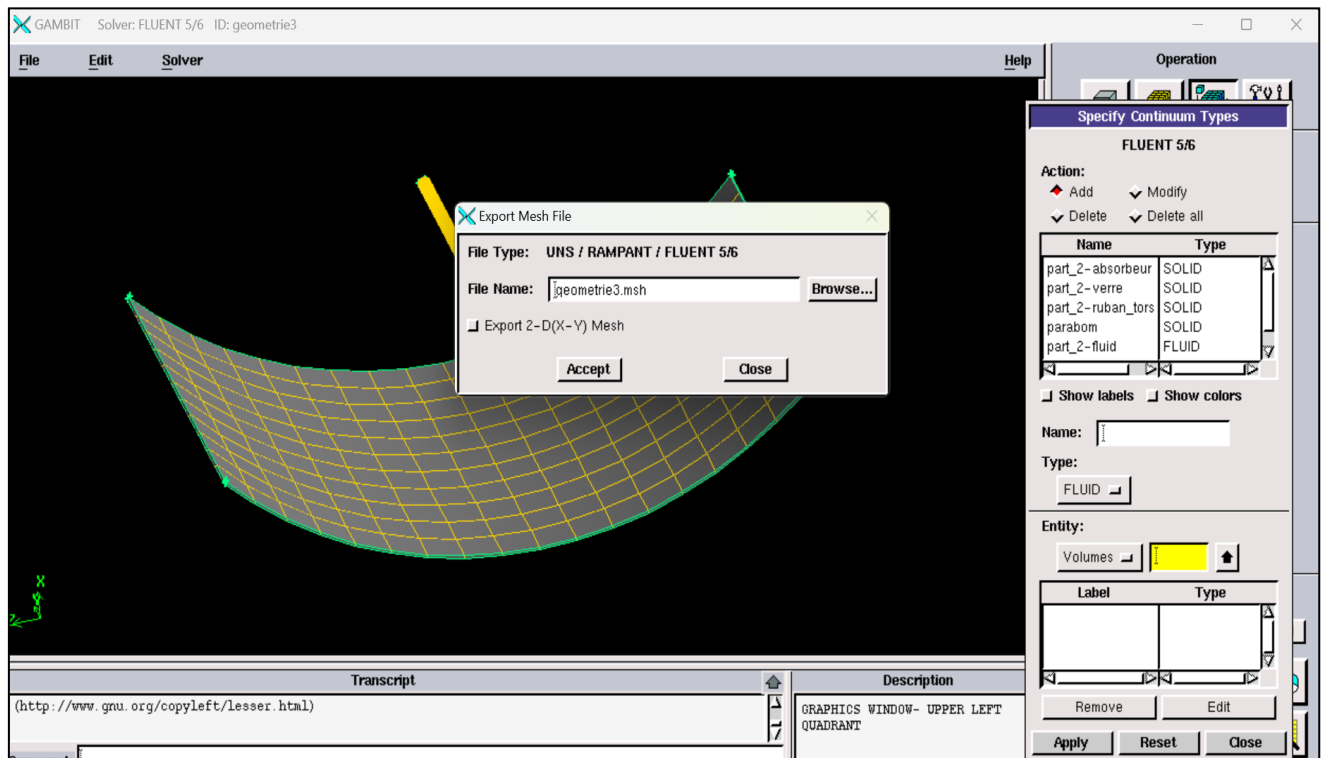 GAMBIT Solver: FLUENT 5/6 ID: geometrie3
File Edit Solver Help
Operation
Specify Continuum Types
FLUENT 5/6
Action:
Add Modify
Delete Delete all
Name Type
part_2-absorbeur SOLID
part_2-verre SOLID
part_2-ruban_tors SOLID
parabom SOLID
part_2-fluid FLUID
Show labels Show colors
Name:
Type:
FLUID
Entity:
Volumes
Label Type
Remove Edit
Apply Reset Close
Export Mesh File
File Type: UNS / RAMPANT / FLUENT 5/6
File Name: geometrie3.msh Browse...
Export 2-D(X-Y) Mesh
Accept Close
X
Z
Transcript
(http://www.gnu.org/copyleft/lesser.html)
Description
GRAPHICS WINDOW- UPPER LEFT
QUADRANT